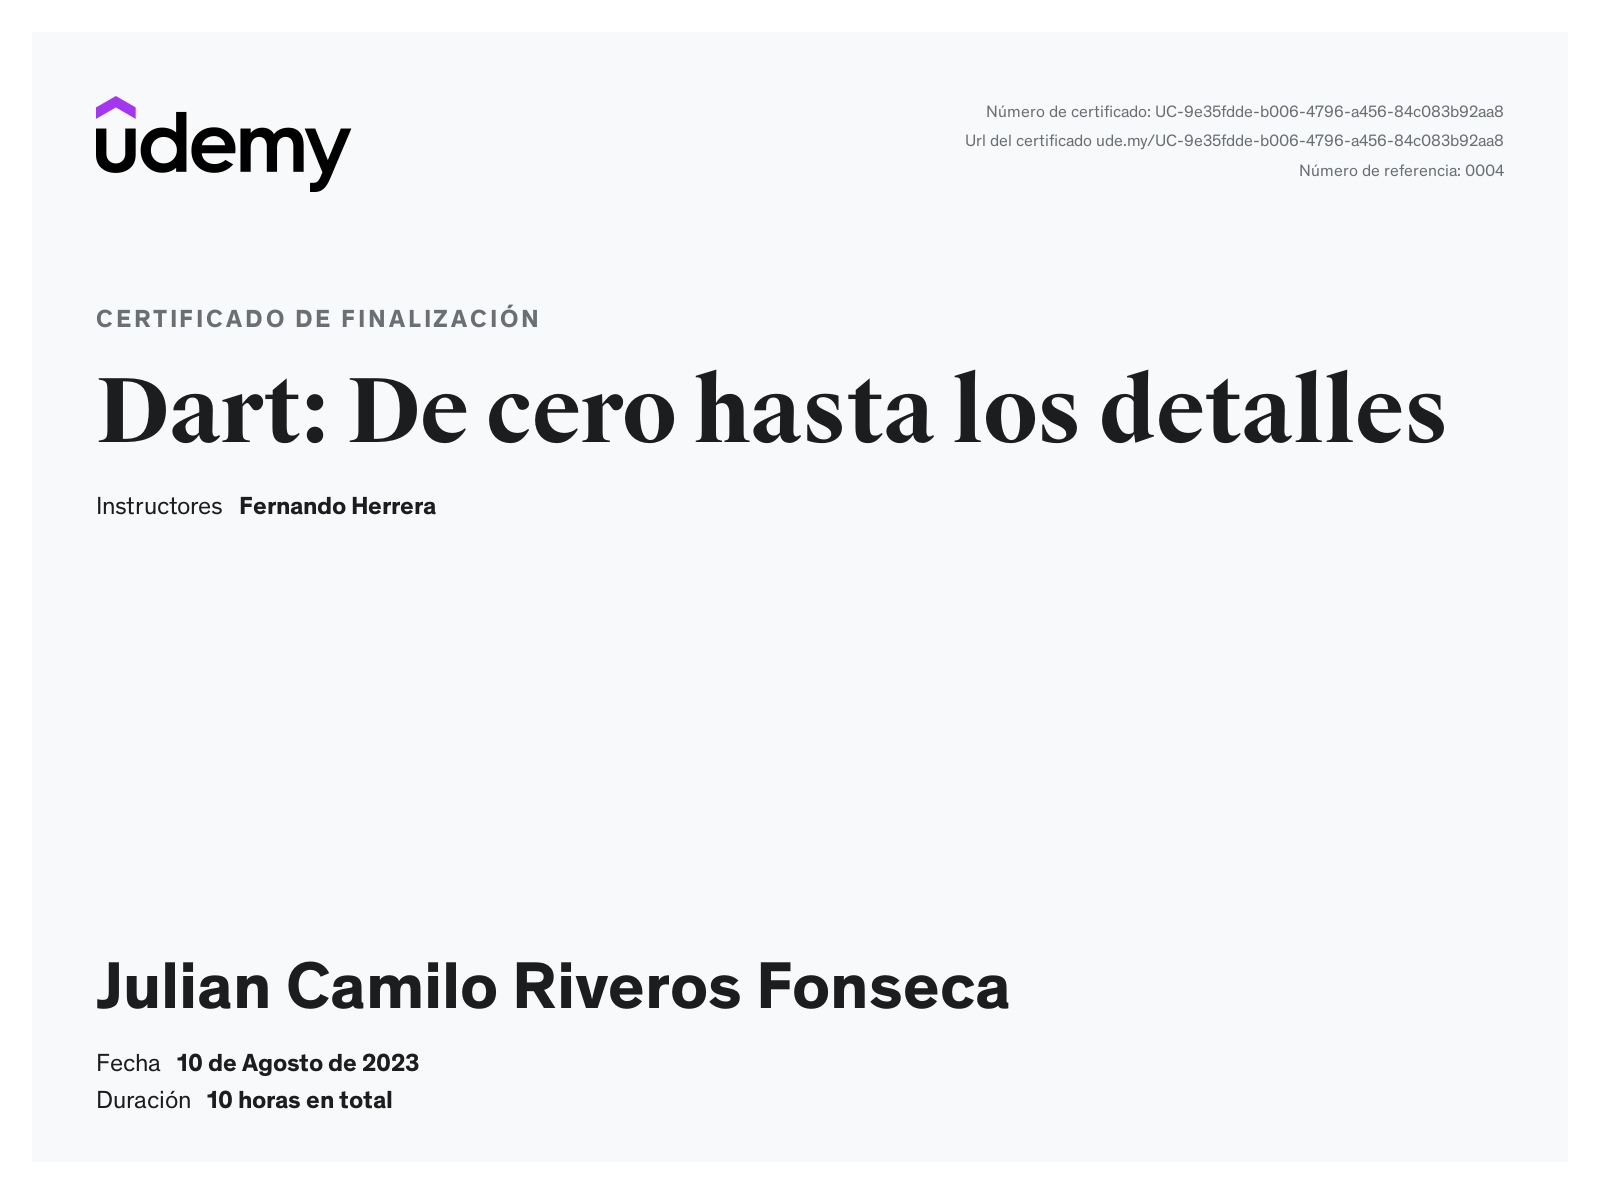 udemy
Número de certificado: UC-9e35fdde-b006-4796-a456-84c083b92aa8
Url del certificado ude.my/UC-9e35fdde-b006-4796-a456-84c083b92aa8
Número de referencia: 0004
CERTIFICADO DE FINALIZACIÓN
Dart: De cero hasta los detalles
Instructores Fernando Herrera
Julian Camilo Riveros Fonseca
Fecha 10 de Agosto de 2023
Duración 10 horas en total